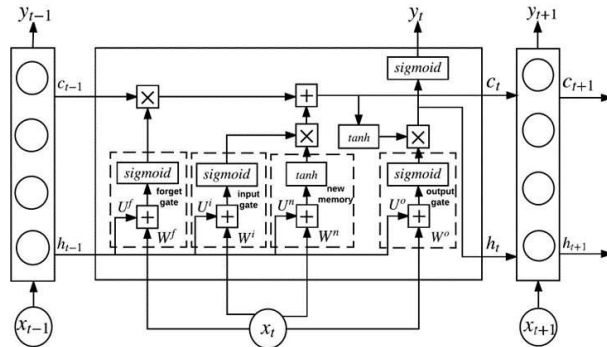 y_{t-1} y_t y_{t+1}
sigmoid
c_{t-1} c_t c_{t+1}
× +
× tanh ×
sigmoid sigmoid tanh sigmoid
forget gate input gate new memory output gate
U^f + U^i + U^n + U^o +
h_{t-1} W^f W^i W^n W^o h_t h_{t+1}
x_{t-1} x_t x_{t+1}